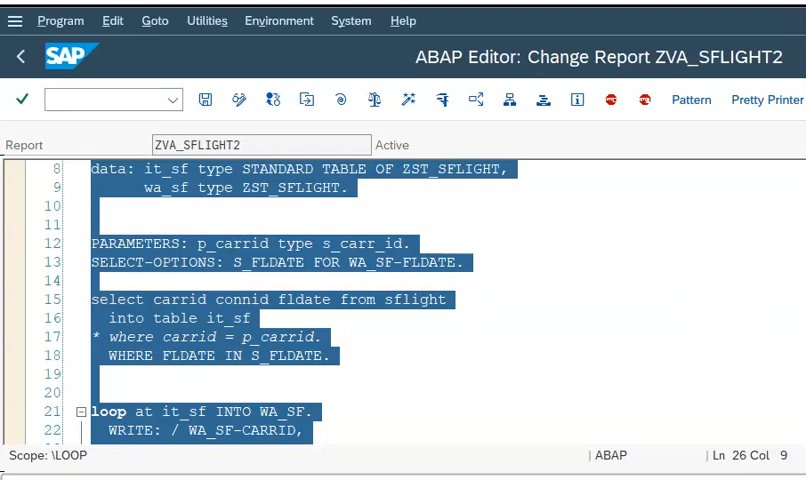 Program Edit Goto Utilities Environment System Help
SAP ABAP Editor: Change Report ZVA_SFLIGHT2
Pattern Pretty Printer
Report ZVA_SFLIGHT2 Active
8 data: it_sf type STANDARD TABLE OF ZST_SFLIGHT,
9 wa_sf type ZST_SFLIGHT.
10
11
12 PARAMETERS: p_carrid type s_carr_id.
13 SELECT-OPTIONS: S_FLDATE FOR WA_SF-FLDATE.
14
15 select carrid connid fldate from sflight
16 into table it_sf
17 * where carrid = p_carrid.
18 WHERE FLDATE IN S_FLDATE.
19
20
21 loop at it_sf INTO WA_SF.
22 WRITE: / WA_SF-CARRID,
Scope: \LOOP ABAP Ln 26 Col 9